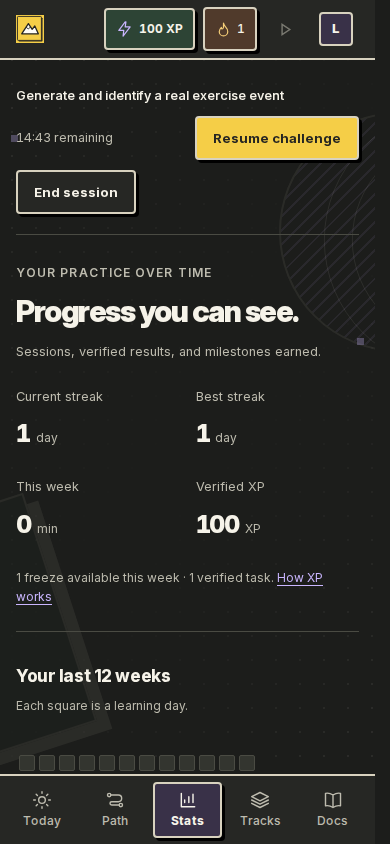 100 XP
1
L
Generate and identify a real exercise event
14:43 remaining
Resume challenge
End session
YOUR PRACTICE OVER TIME
Progress you can see.
Sessions, verified results, and milestones earned.
Current streak
Best streak
1 day
1 day
This week
Verified XP
0 min
100 XP
1 freeze available this week · 1 verified task. How XP
works
Your last 12 weeks
Each square is a learning day.
Today
Path
Stats
Tracks
Docs